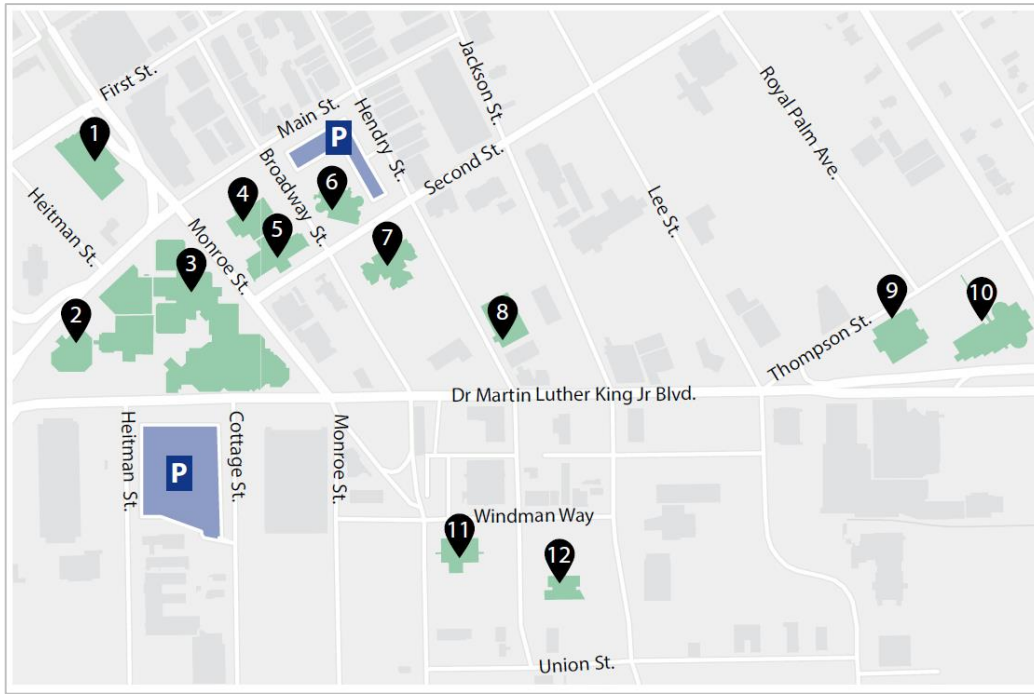 First St.
Main St.
Hendry St.
Jackson St.
Royal Palm Ave.
P
1
Second St.
Broadway St.
6
4
Heitman St.
Lee St.
5
7
Monroe St.
3
2
8
9
10
Thompson St.
Dr Martin Luther King Jr Blvd.
Heitman St.
Cottage St.
Monroe St.
P
Windman Way
11
12
Union St.